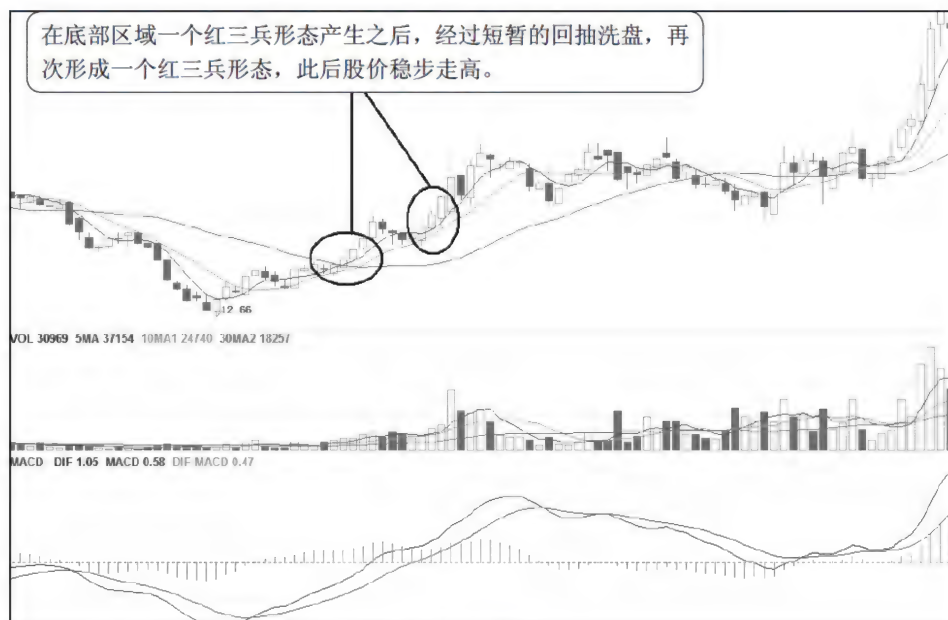 在底部区域一个红三兵形态产生之后，经过短暂的回抽洗盘，再
次形成一个红三兵形态，此后股价稳步走高。
12.66
VOL 30969 5MA 37154 10MA1 24740 30MA2 18257
MACD DIF 1.05 MACD 0.58 DIF-MACD 0.47